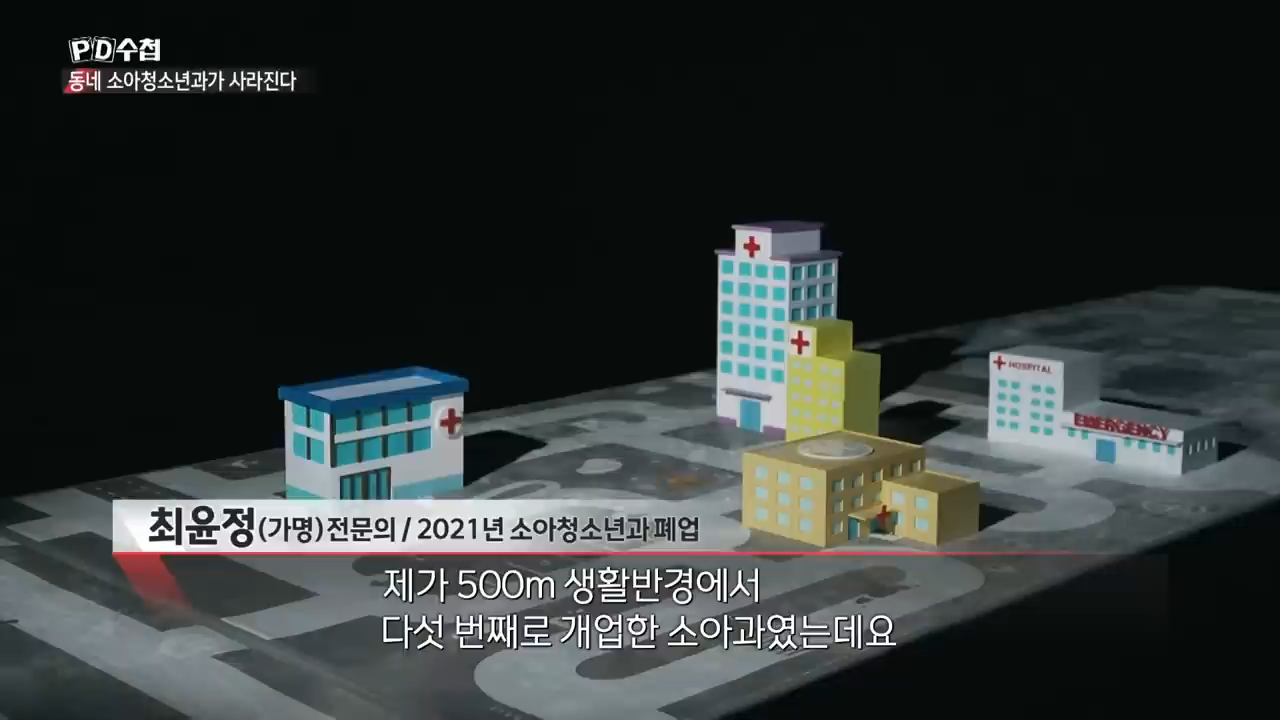 PD수첩
동네 소아청소년과가 사라진다
HOSPITAL
EMERGENCY
최윤정(가명) 전문의 / 2021년 소아청소년과 폐업
제가 500m 생활반경에서
다섯 번째로 개업한 소아과였는데요